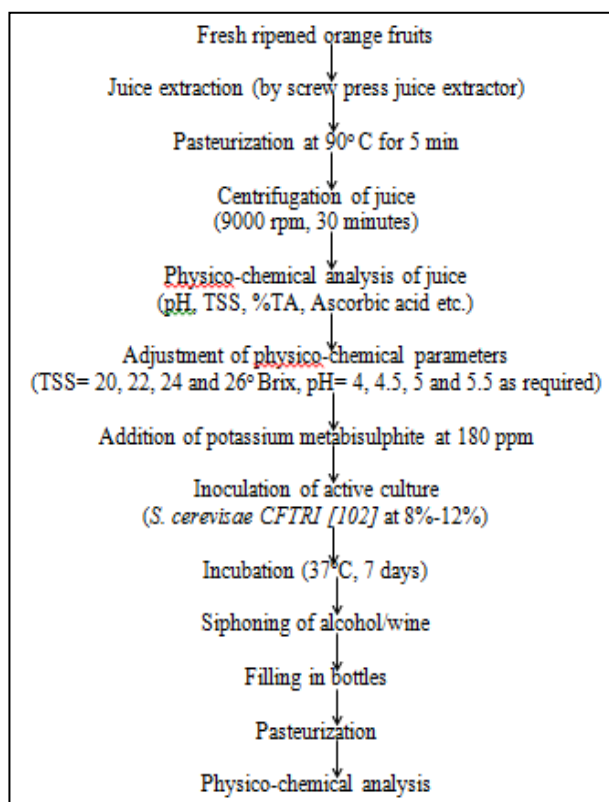 Fresh ripened orange fruits
Juice extraction (by screw press juice extractor)
Pasteurization at 90° C for 5 min
Centrifugation of juice
(9000 rpm, 30 minutes)
Physico-chemical analysis of juice
(pH, TSS, %TA, Ascorbic acid etc.)
Adjustment of physico-chemical parameters
(TSS= 20, 22, 24 and 26° Brix, pH= 4, 4.5, 5 and 5.5 as required)
Addition of potassium metabisulphite at 180 ppm
Inoculation of active culture
(S. cerevisae CFTRI [102] at 8%-12%)
Incubation (37°C, 7 days)
Siphoning of alcohol/wine
Filling in bottles
Pasteurization
Physico-chemical analysis